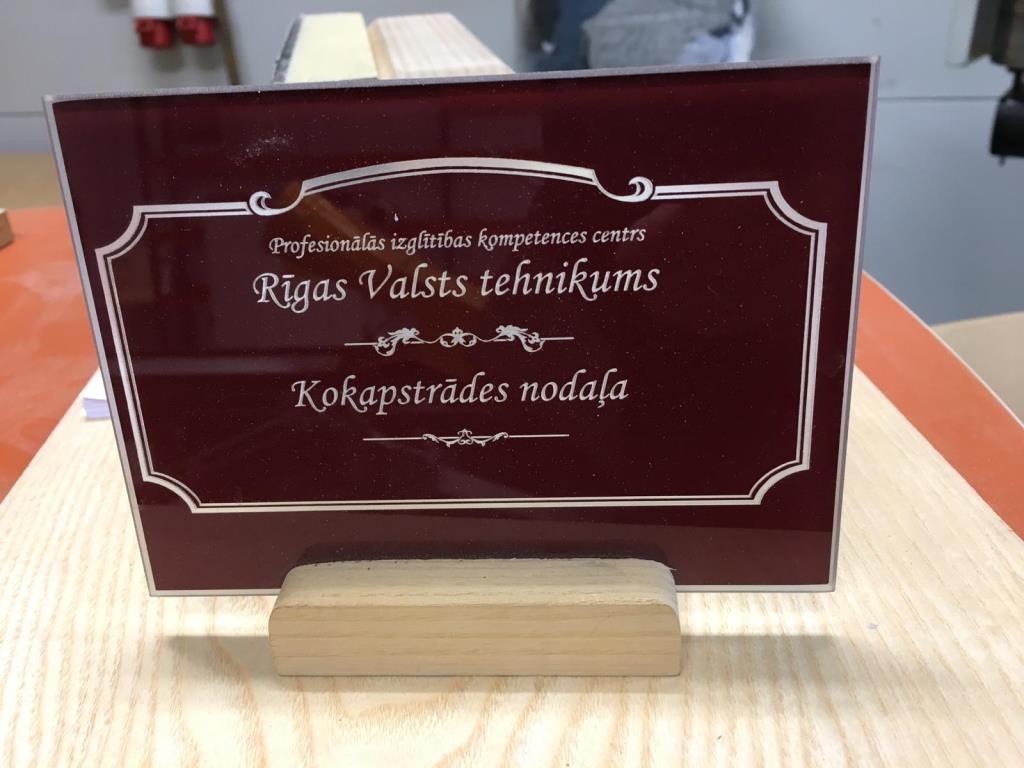 Profesionālās izglītības kompetences centrs
Rīgas Valsts tehnikums
Kokapstrādes nodaļa